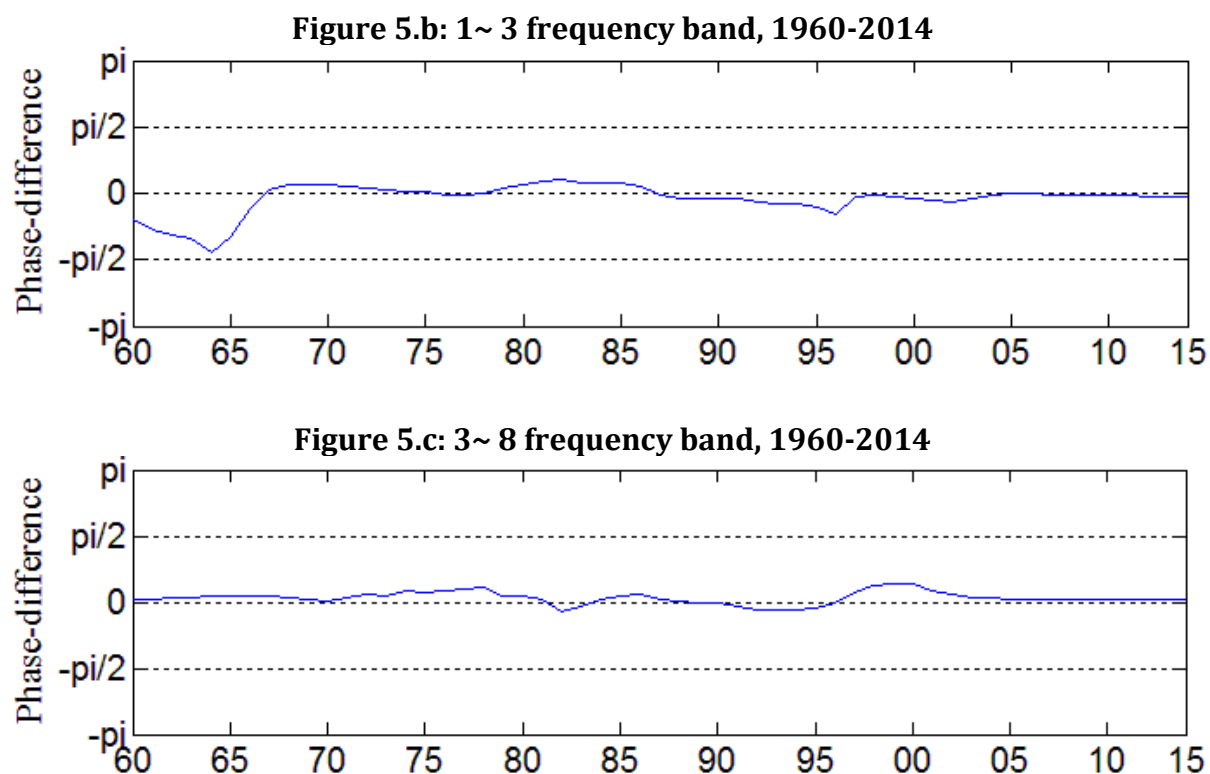 Figure 5.b: 1~ 3 frequency band, 1960-2014
pi
pi/2
0
-pi/2
-pi
Phase-difference
60 65 70 75 80 85 90 95 00 05 10 15
Figure 5.c: 3~ 8 frequency band, 1960-2014
pi
pi/2
0
-pi/2
-pi
Phase-difference
60 65 70 75 80 85 90 95 00 05 10 15